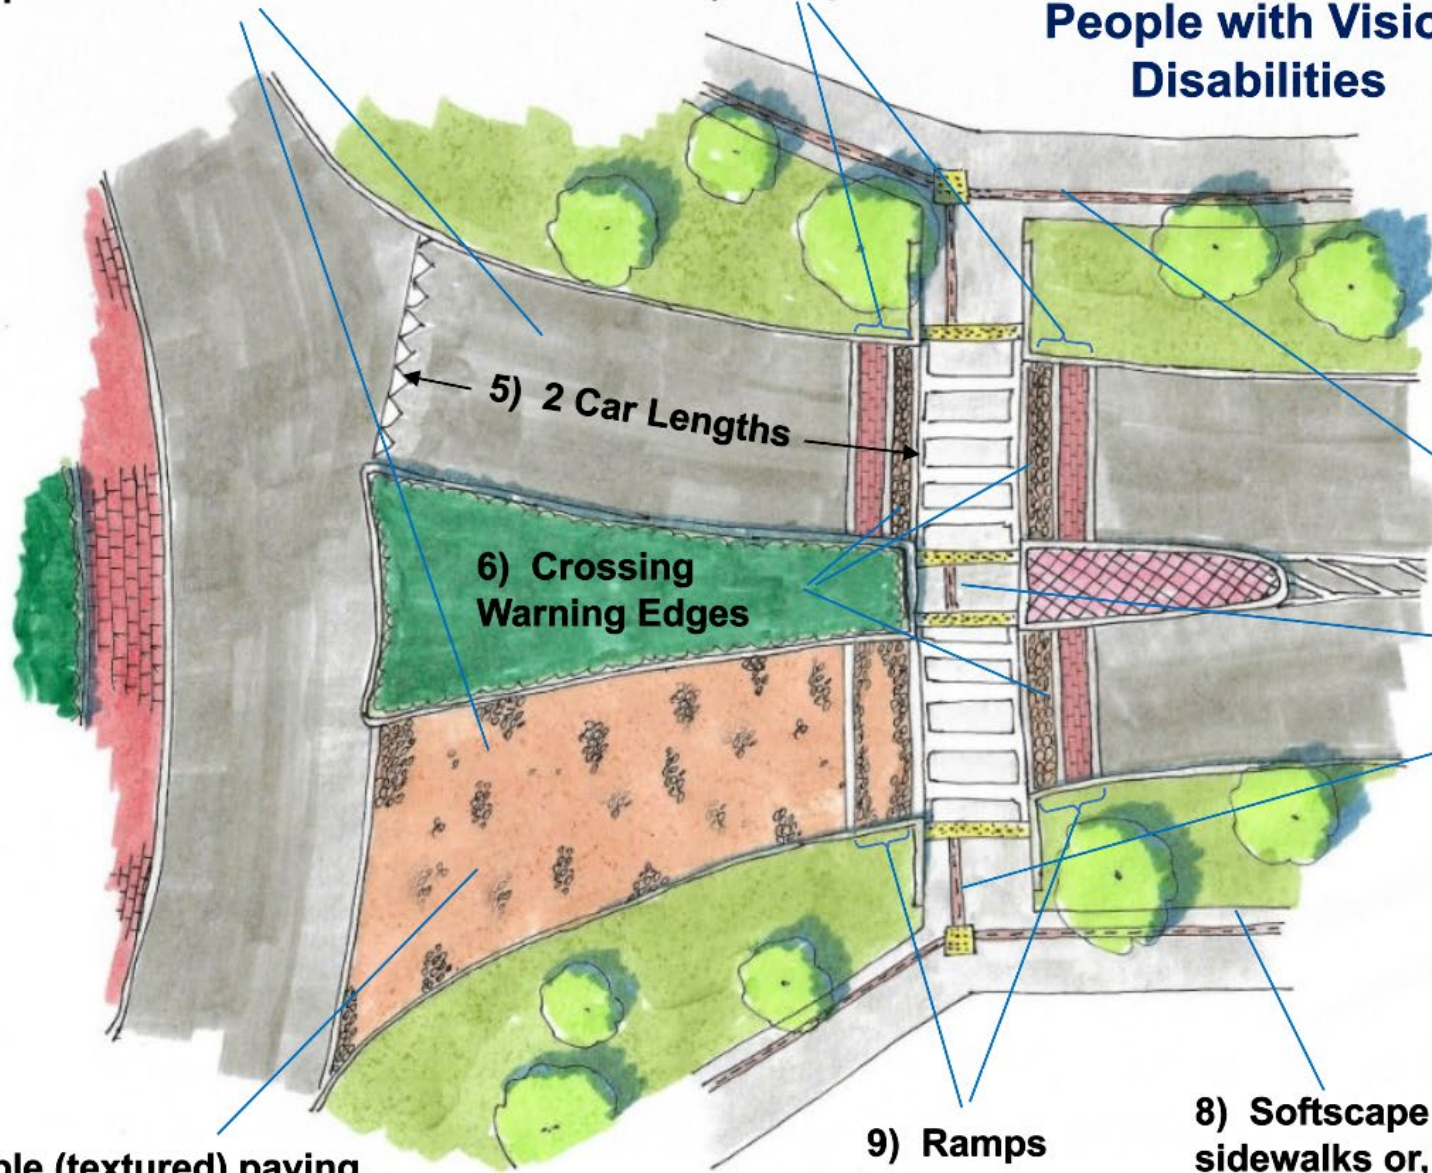 People with Visio
Disabilities
5) 2 Car Lengths
6) Crossing
Warning Edges
9) Ramps
8) Softscape
sidewalks or,
ble (textured) paving